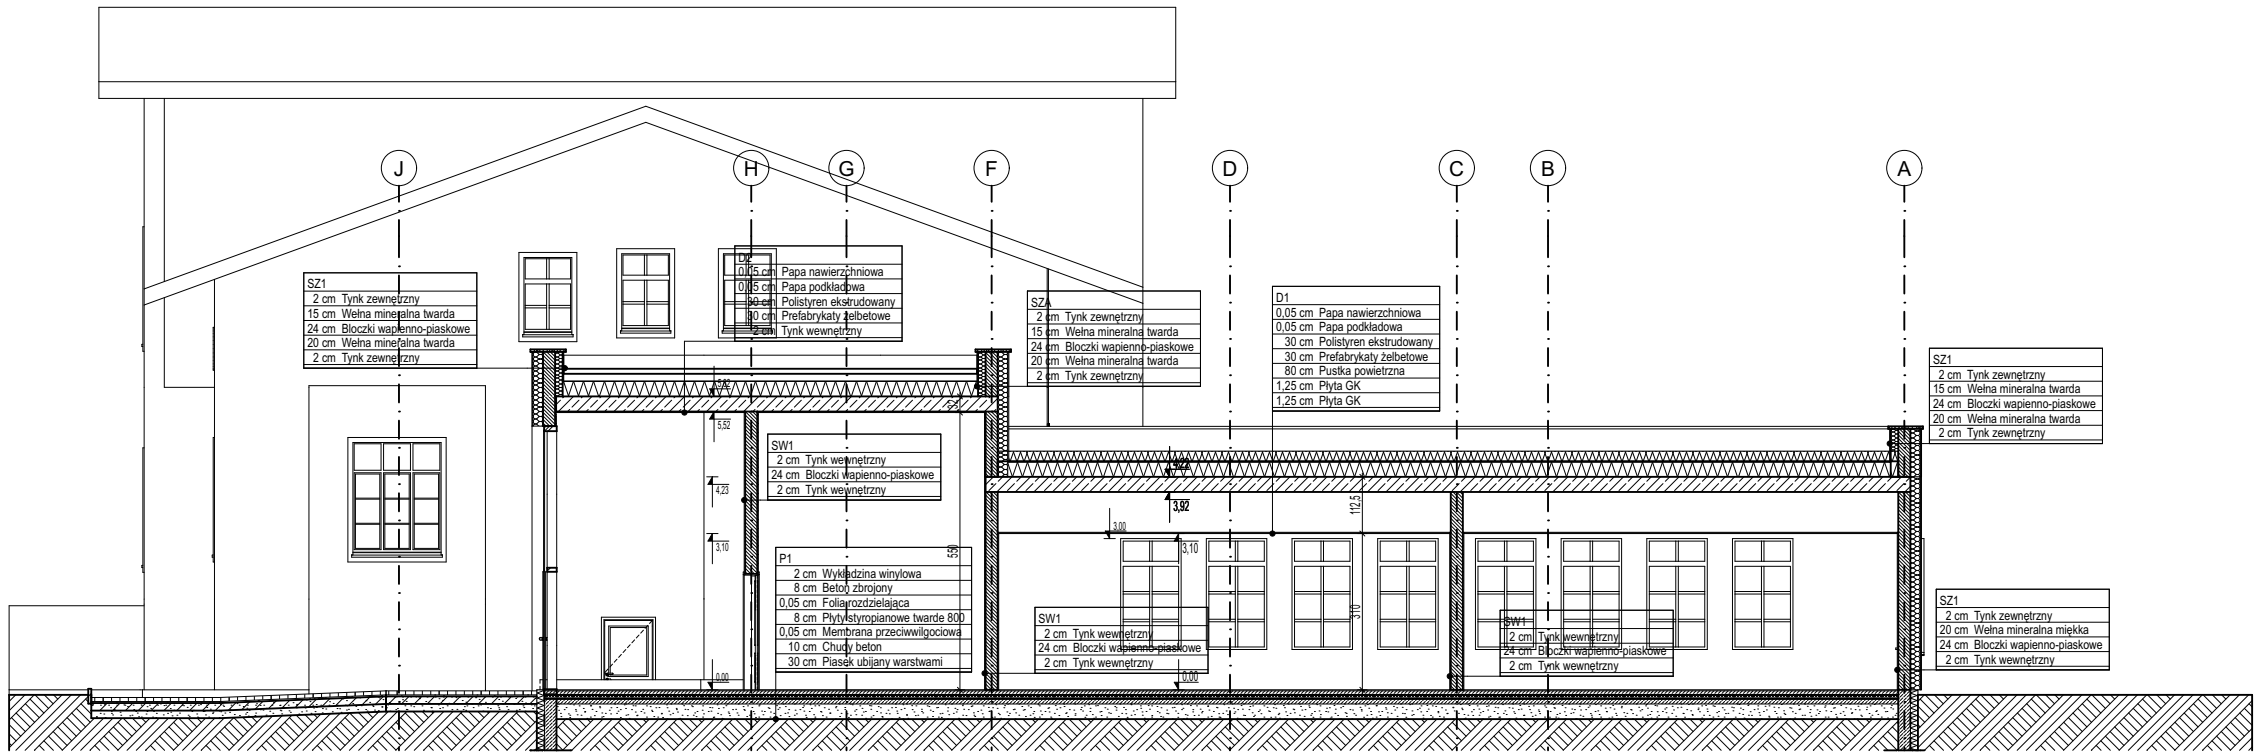 J
H
G
F
D
C
B
A
D2
0,05 cm Papa nawierzchniowa
0,05 cm Papa podkładowa
30 cm Polistyren ekstrudowany
30 cm Prefabrykaty żelbetowe
2 cm Tynk wewnętrzny
SZ1
2 cm Tynk zewnętrzny
15 cm Wełna mineralna twarda
24 cm Bloczki wapienno-piaskowe
20 cm Wełna mineralna twarda
2 cm Tynk zewnętrzny
SZA
2 cm Tynk zewnętrzny
15 cm Wełna mineralna twarda
24 cm Bloczki wapienno-piaskowe
20 cm Wełna mineralna twarda
2 cm Tynk zewnętrzny
D1
0,05 cm Papa nawierzchniowa
0,05 cm Papa podkładowa
30 cm Polistyren ekstrudowany
30 cm Prefabrykaty żelbetowe
80 cm Pustka powietrzna
1,25 cm Płyta GK
1,25 cm Płyta GK
SZ1
2 cm Tynk zewnętrzny
15 cm Wełna mineralna twarda
24 cm Bloczki wapienno-piaskowe
20 cm Wełna mineralna twarda
2 cm Tynk zewnętrzny
5,82
32
5,52
SW1
2 cm Tynk wewnętrzny
24 cm Bloczki wapienno-piaskowe
2 cm Tynk wewnętrzny
4,23
4,22
3,92
112,5
3,10
3,00
3,10
550
310
P1
2 cm Wykładzina winylowa
8 cm Beton zbrojony
0,05 cm Folia rozdzielająca
8 cm Płyty styropianowe twarde 800
0,05 cm Membrana przeciwwilgociowa
10 cm Chudy beton
30 cm Piasek ubijany warstwami
SW1
2 cm Tynk wewnętrzny
24 cm Bloczki wapienno-piaskowe
2 cm Tynk wewnętrzny
SW1
2 cm Tynk wewnętrzny
24 cm Bloczki wapienno-piaskowe
2 cm Tynk wewnętrzny
SZ1
2 cm Tynk zewnętrzny
20 cm Wełna mineralna miękka
24 cm Bloczki wapienno-piaskowe
2 cm Tynk wewnętrzny
0,00
0,00